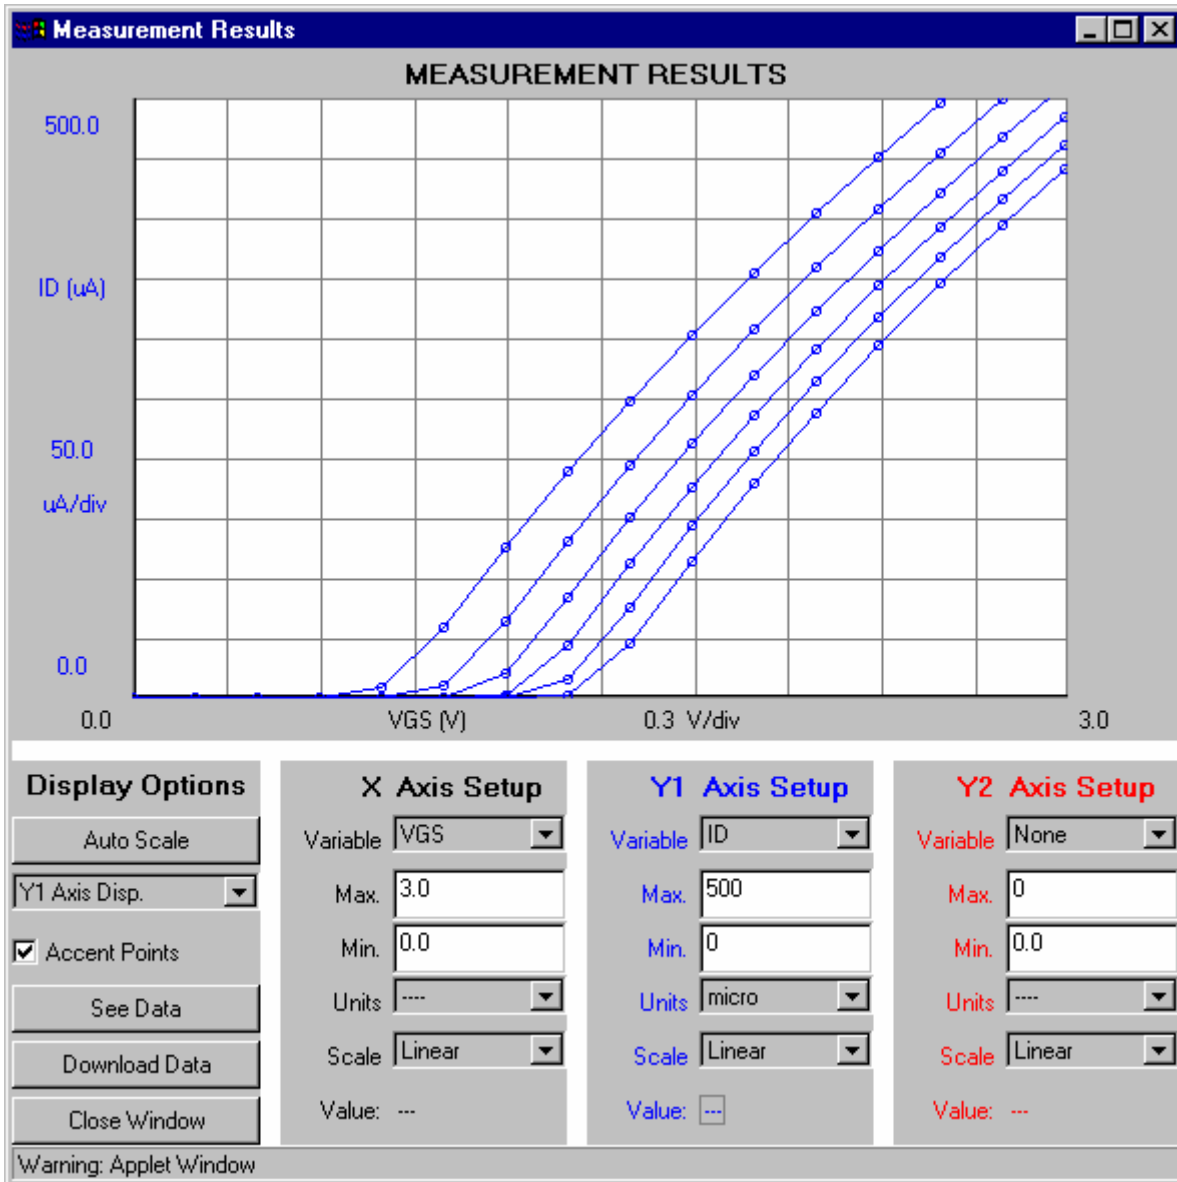 Measurement Results
MEASUREMENT RESULTS
500.0
ID (uA)
50.0
uA/div
0.0
0.0 VGS (V) 0.3 V/div 3.0
Display Options
Auto Scale
Y1 Axis Disp.
Accent Points
See Data
Download Data
Close Window
X Axis Setup
Variable VGS
Max. 3.0
Min. 0.0
Units ----
Scale Linear
Value: ---
Y1 Axis Setup
Variable ID
Max. 500
Min. 0
Units micro
Scale Linear
Value: ---
Y2 Axis Setup
Variable None
Max. 0
Min. 0.0
Units ----
Scale Linear
Value: ---
Warning: Applet Window